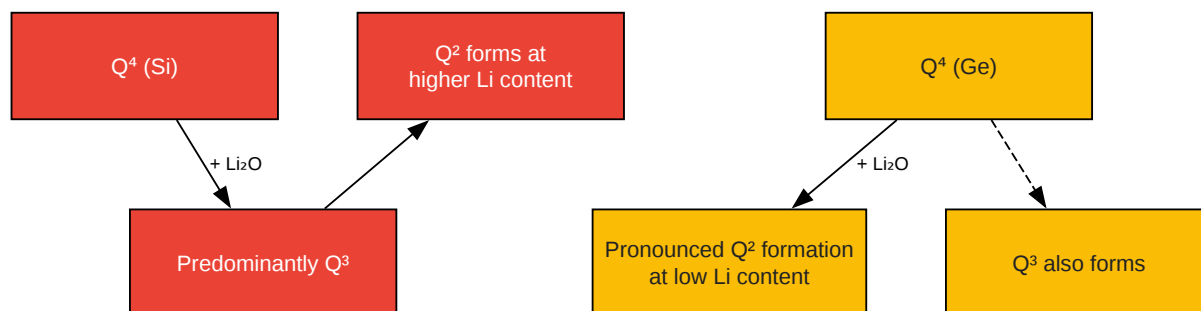 Q⁴ (Si)
Q² forms at
higher Li content
Q⁴ (Ge)
+ Li₂O
+ Li₂O
Predominantly Q³
Pronounced Q² formation
at low Li content
Q³ also forms